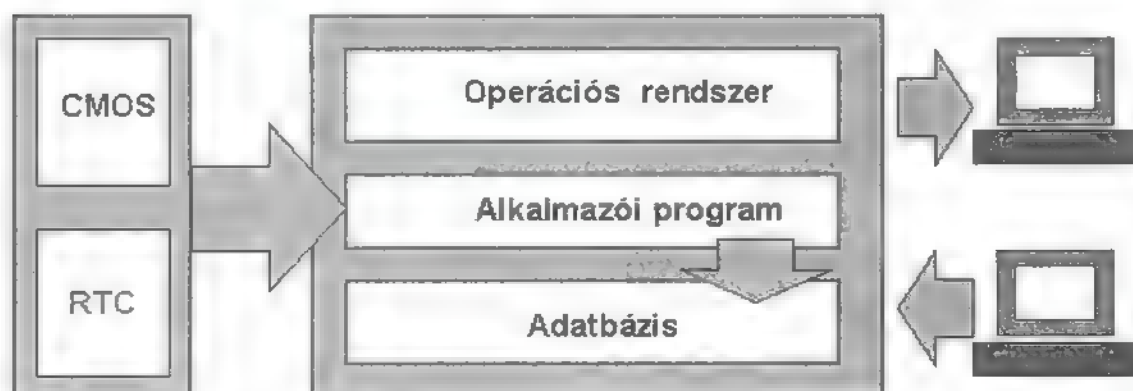 CMOS
RTC
Operációs rendszer
Alkalmazói program
Adatbázis